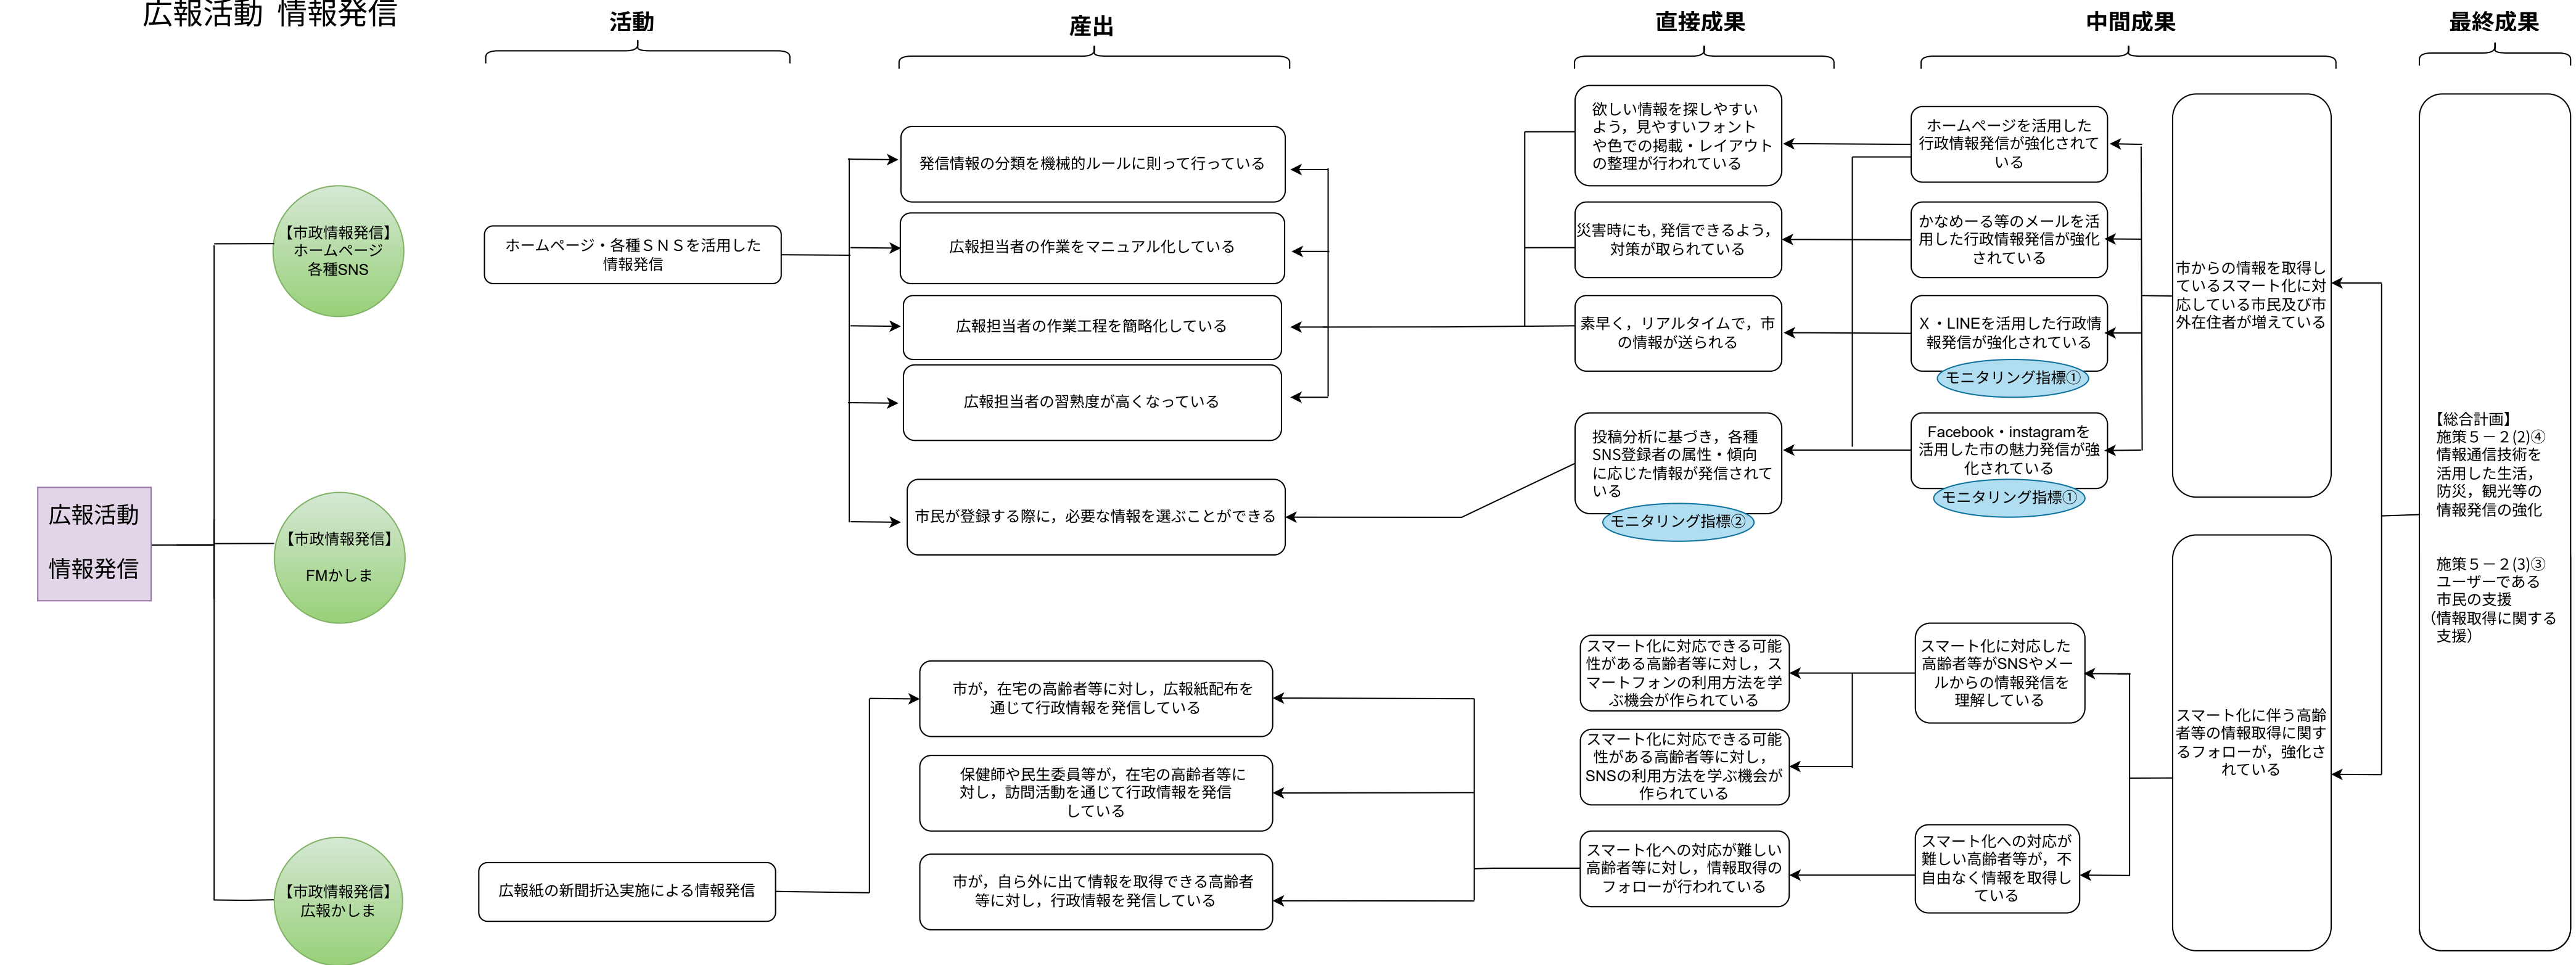 広報活動 情報発信
活動
産出
直接成果
中間成果
最終成果
広報活動
情報発信
【市政情報発信】
ホームページ
各種SNS
【市政情報発信】
FMかしま
【市政情報発信】
広報かしま
ホームページ・各種ＳＮＳを活用した
情報発信
広報紙の新聞折込実施による情報発信
発信情報の分類を機械的ルールに則って行っている
広報担当者の作業をマニュアル化している
広報担当者の作業工程を簡略化している
広報担当者の習熟度が高くなっている
市民が登録する際に，必要な情報を選ぶことができる
市が，在宅の高齢者等に対し，広報紙配布を
通じて行政情報を発信している
保健師や民生委員等が，在宅の高齢者等に
対し，訪問活動を通じて行政情報を発信
している
市が，自ら外に出て情報を取得できる高齢者
等に対し，行政情報を発信している
欲しい情報を探しやすい
よう，見やすいフォント
や色での掲載・レイアウト
の整理が行われている
災害時にも，発信できるよう，
対策が取られている
素早く，リアルタイムで，市
の情報が送られる
投稿分析に基づき，各種
SNS登録者の属性・傾向
に応じた情報が発信されて
いる
モニタリング指標②
スマート化に対応できる可能
性がある高齢者等に対し，ス
マートフォンの利用方法を学
ぶ機会が作られている
スマート化に対応できる可能
性がある高齢者等に対し，
SNSの利用方法を学ぶ機会が
作られている
スマート化への対応が難しい
高齢者等に対し，情報取得の
フォローが行われている
ホームページを活用した
行政情報発信が強化されて
いる
かなめーる等のメールを活
用した行政情報発信が強化
されている
Ｘ・LINEを活用した行政情
報発信が強化されている
モニタリング指標①
Facebook・instagramを
活用した市の魅力発信が強
化されている
モニタリング指標①
スマート化に対応した
高齢者等がSNSやメー
ルからの情報発信を
理解している
スマート化への対応が
難しい高齢者等が，不
自由なく情報を取得し
ている
市からの情報を取得し
ているスマート化に対
応している市民及び市
外在住者が増えている
スマート化に伴う高齢
者等の情報取得に関す
るフォローが，強化さ
れている
【総合計画】
施策５－２(2)④
情報通信技術を
活用した生活，
防災，観光等の
情報発信の強化
施策５－２(3)③
ユーザーである
市民の支援
（情報取得に関する
支援）